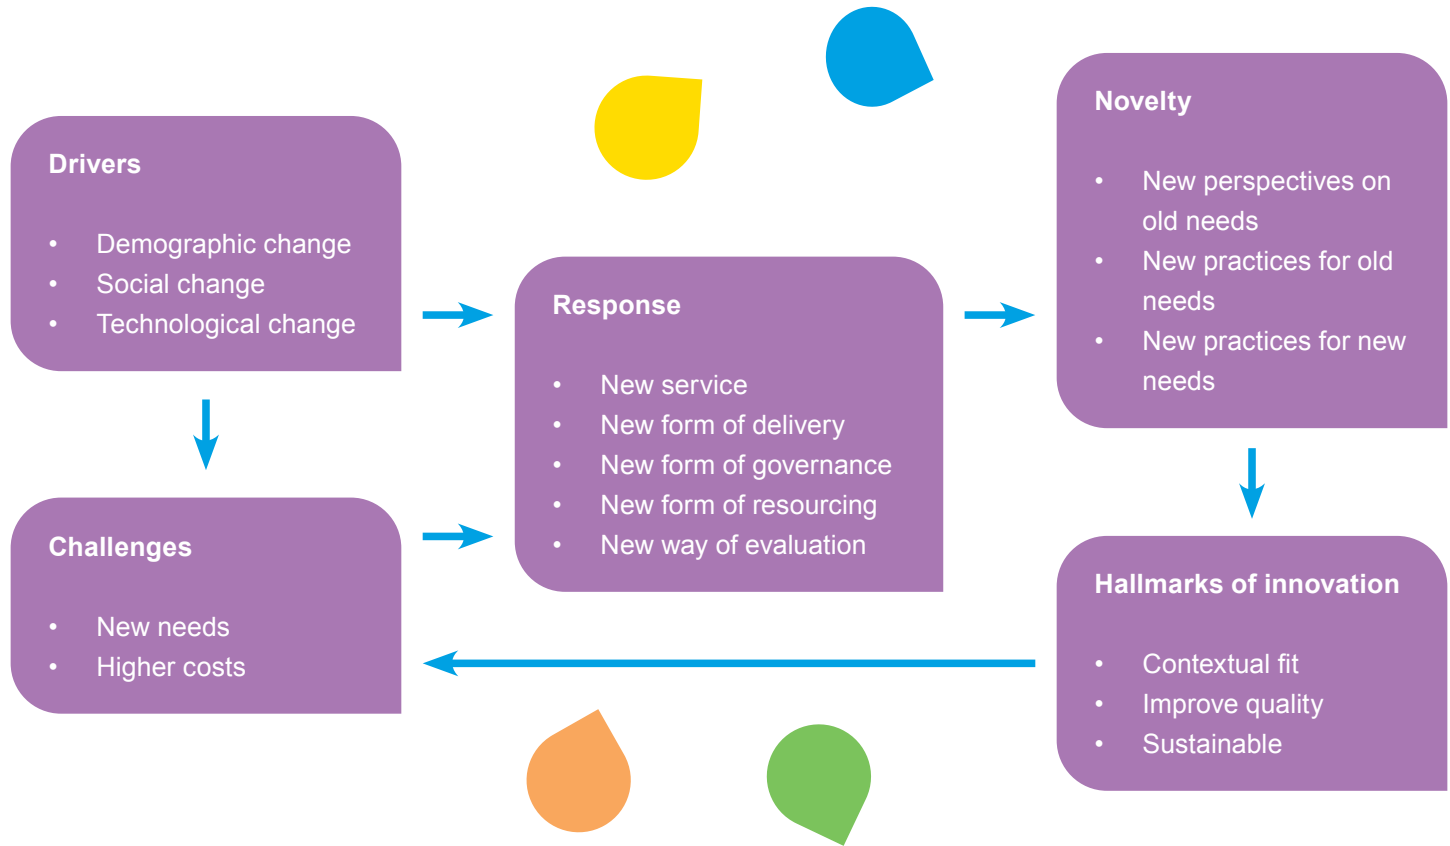 Drivers
• Demographic change
• Social change
• Technological change
Challenges
• New needs
• Higher costs
Response
• New service
• New form of delivery
• New form of governance
• New form of resourcing
• New way of evaluation
Novelty
• New perspectives on
old needs
• New practices for old
needs
• New practices for new
needs
Hallmarks of innovation
• Contextual fit
• Improve quality
• Sustainable